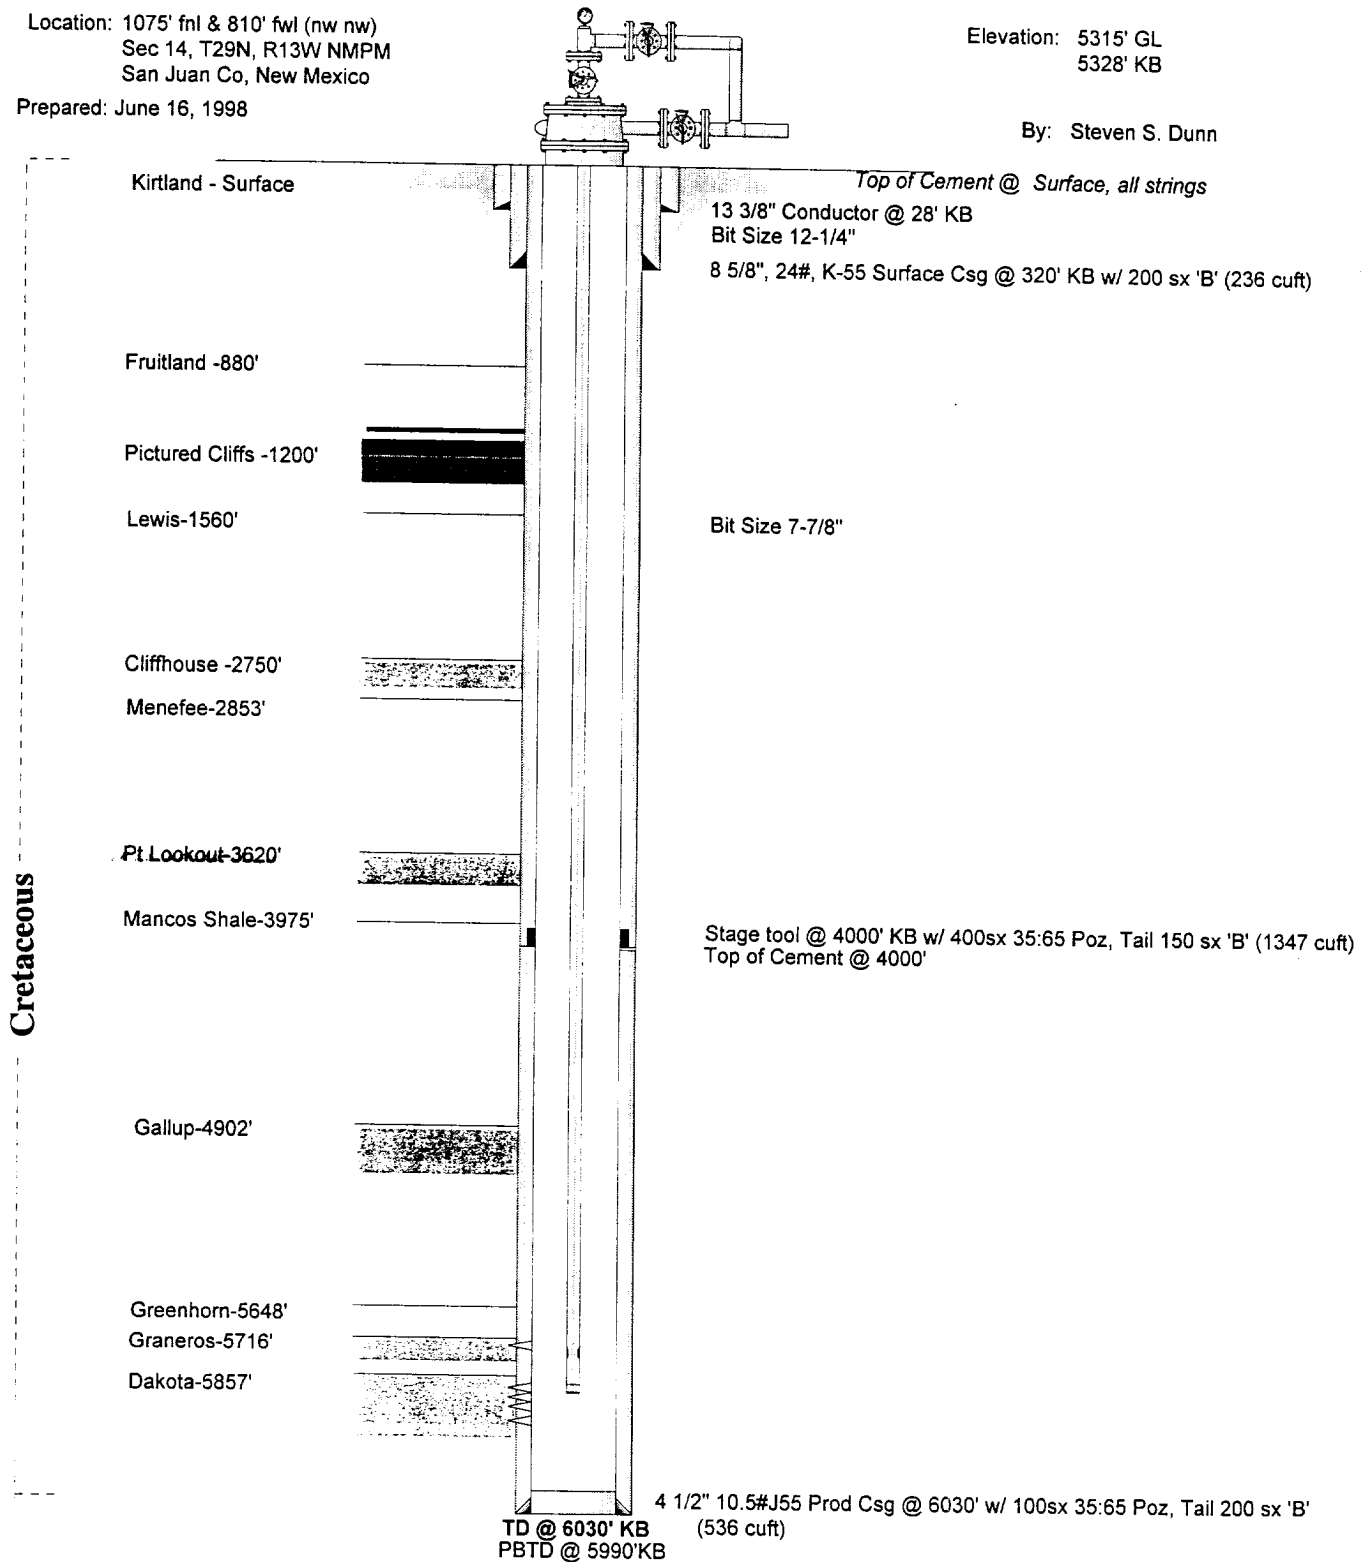 Location: 1075' fnl & 810' fwl (nw nw)
Sec 14, T29N, R13W NMPM
San Juan Co, New Mexico
Prepared: June 16, 1998
Elevation: 5315' GL
5328' KB
By: Steven S. Dunn
Kirtland - Surface
Top of Cement @ Surface, all strings
13 3/8" Conductor @ 28' KB
Bit Size 12-1/4"
8 5/8", 24#, K-55 Surface Csg @ 320' KB w/ 200 sx 'B' (236 cuft)
Fruitland -880'
Pictured Cliffs -1200'
Lewis-1560'
Bit Size 7-7/8"
Cliffhouse -2750'
Menefee-2853'
Pt Lookout-3620'
Cretaceous
Mancos Shale-3975'
Stage tool @ 4000' KB w/ 400sx 35:65 Poz, Tail 150 sx 'B' (1347 cuft)
Top of Cement @ 4000'
Gallup-4902'
Greenhorn-5648'
Graneros-5716'
Dakota-5857'
4 1/2" 10.5#J55 Prod Csg @ 6030' w/ 100sx 35:65 Poz, Tail 200 sx 'B'
(536 cuft)
TD @ 6030' KB
PBTD @ 5990'KB